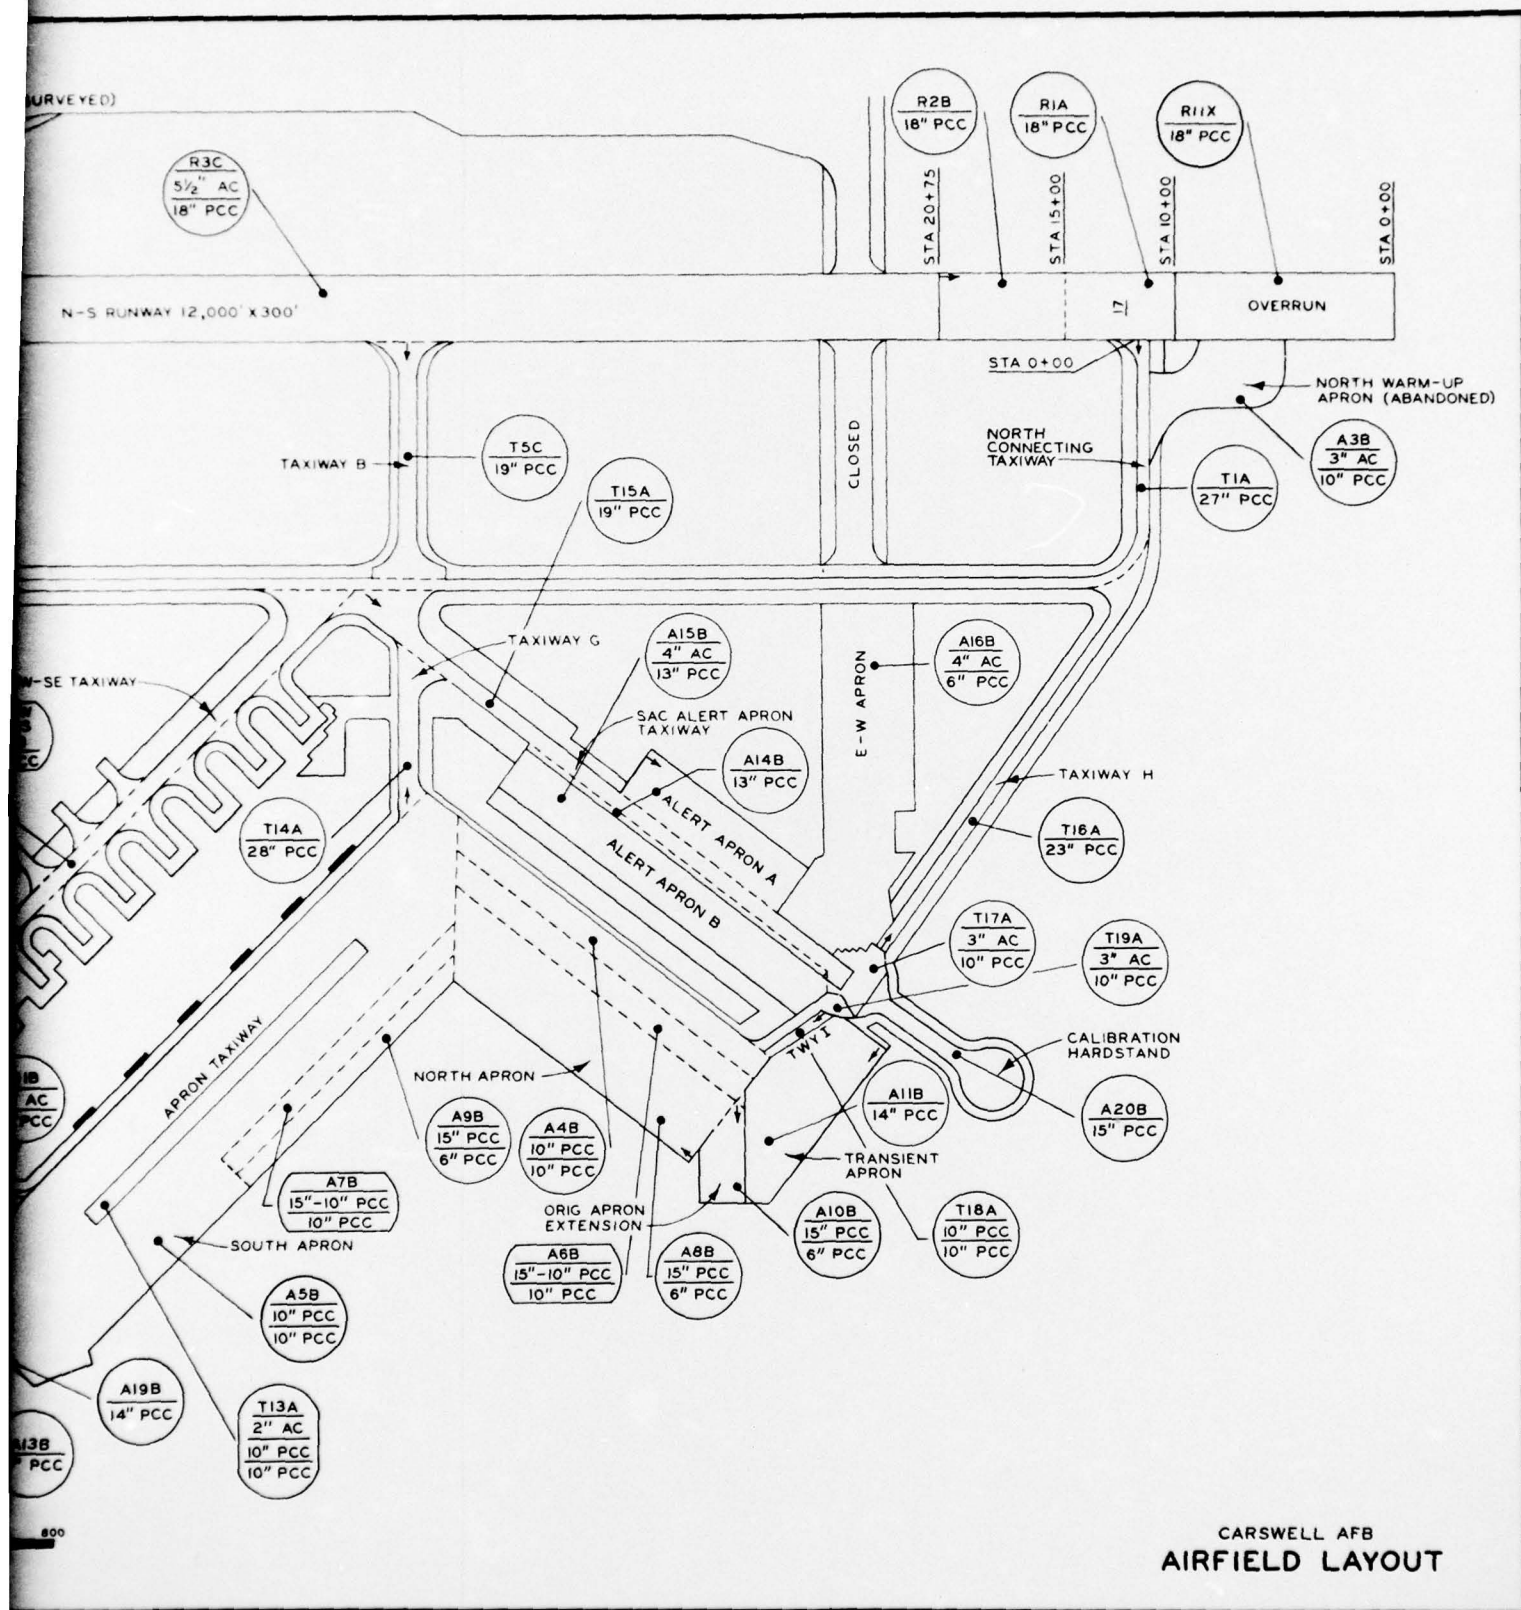 SURVEYED)
R3C
5½" AC
18" PCC
R2B
18" PCC
R1A
18" PCC
R11X
18" PCC
STA 20+75
STA 15+00
STA 10+00
STA 0+00
N-S RUNWAY 12,000' X 300'
17
OVERRUN
STA 0+00
NORTH WARM-UP
APRON (ABANDONED)
A3B
3" AC
10" PCC
TAXIWAY B
T5C
19" PCC
T15A
19" PCC
CLOSED
NORTH
CONNECTING
TAXIWAY
T1A
27" PCC
TAXIWAY G
A15B
4" AC
13" PCC
E-W APRON
A16B
4" AC
6" PCC
W-SE TAXIWAY
SAC ALERT APRON
TAXIWAY
A14B
13" PCC
TAXIWAY H
T14A
28" PCC
ALERT APRON A
ALERT APRON B
T16A
23" PCC
T17A
3" AC
10" PCC
T19A
3" AC
10" PCC
APRON TAXIWAY
TWY I
CALIBRATION
HARDSTAND
NORTH APRON
A9B
15" PCC
6" PCC
A4B
10" PCC
10" PCC
A11B
14" PCC
A20B
15" PCC
1B
AC
PCC
TRANSIENT
APRON
A7B
15"-10" PCC
10" PCC
ORIG APRON
EXTENSION
A10B
15" PCC
6" PCC
T18A
10" PCC
10" PCC
SOUTH APRON
A6B
15"-10" PCC
10" PCC
A8B
15" PCC
6" PCC
A5B
10" PCC
10" PCC
A19B
14" PCC
T13A
2" AC
10" PCC
10" PCC
A13B
" PCC
800
CARSWELL AFB
AIRFIELD LAYOUT